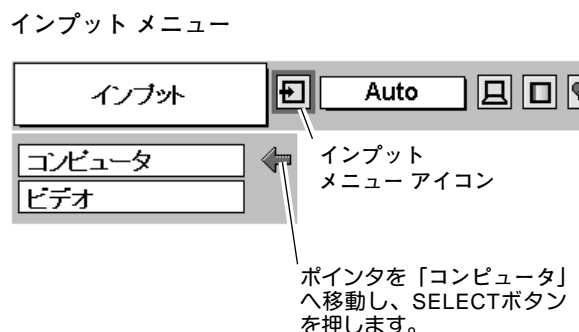 インプット メニュー
インプット
Auto
コンピュータ
ビデオ
インプット
メニュー アイコン
ポインタを「コンピュータ」
へ移動し、SELECTボタン
を押します。